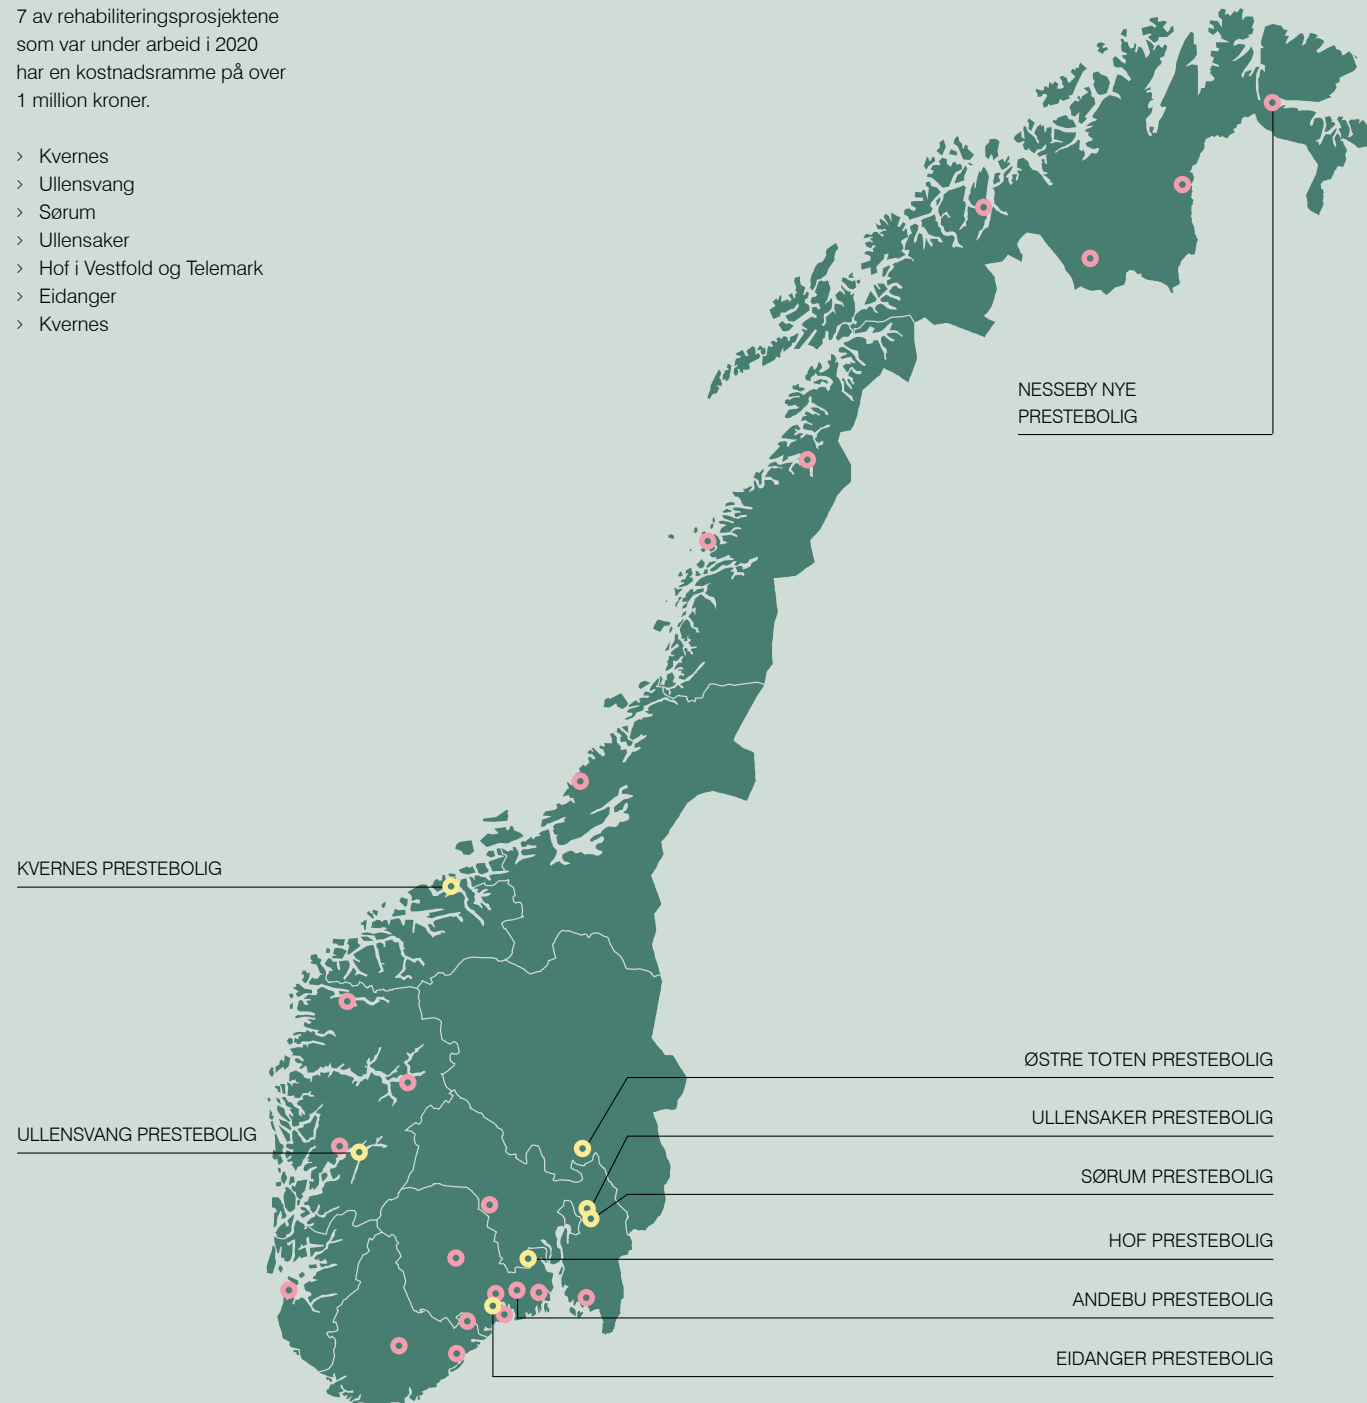 7 av rehabiliteringsprosjektene
som var under arbeid i 2020
har en kostnadsramme på over
1 million kroner.
› Kvernes
› Ullensvang
› Sørum
› Ullensaker
› Hof i Vestfold og Telemark
› Eidanger
› Kvernes
NESSEBY NYE
PRESTEBOLIG
KVERNES PRESTEBOLIG
ØSTRE TOTEN PRESTEBOLIG
ULLENSAKER PRESTEBOLIG
ULLENSVANG PRESTEBOLIG
SØRUM PRESTEBOLIG
HOF PRESTEBOLIG
ANDEBU PRESTEBOLIG
EIDANGER PRESTEBOLIG